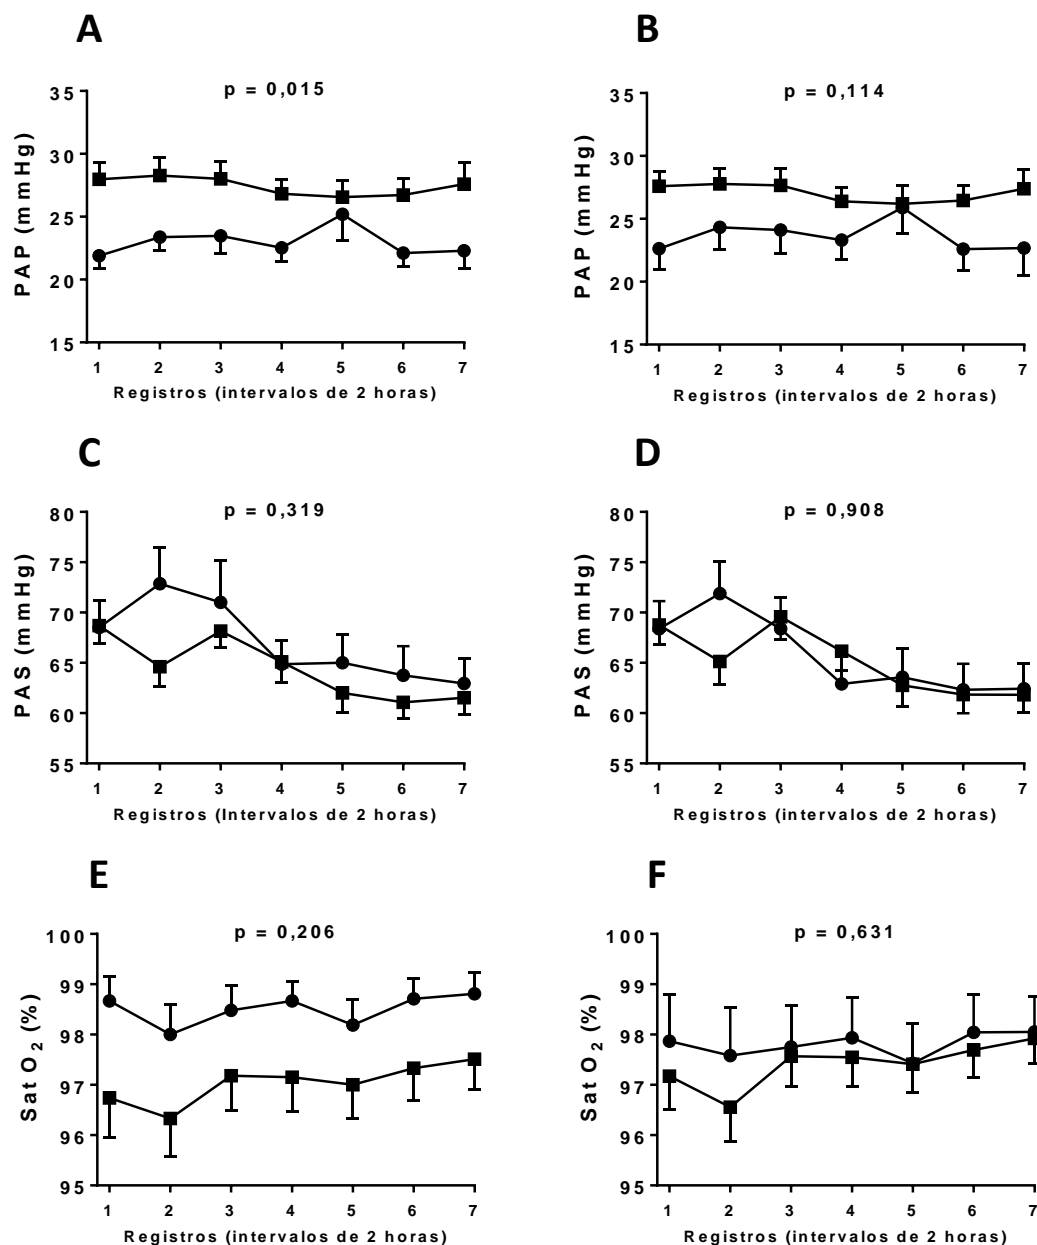 A
p = 0,015
PAP (mmHg)
35
30
25
20
15
1 2 3 4 5 6 7
Registros (intervalos de 2 horas)
B
p = 0,114
PAP (mmHg)
35
30
25
20
15
1 2 3 4 5 6 7
Registros (intervalos de 2 horas)
C
p = 0,319
PAS (mmHg)
80
75
70
65
60
55
1 2 3 4 5 6 7
Registros (Intervalos de 2 horas)
D
p = 0,908
PAS (mmHg)
80
75
70
65
60
55
1 2 3 4 5 6 7
Registros (intervalos de 2 horas)
E
p = 0,206
Sat O2 (%)
100
99
98
97
96
95
1 2 3 4 5 6 7
Registros (intervalos de 2 horas)
F
p = 0,631
Sat O2 (%)
100
99
98
97
96
95
1 2 3 4 5 6 7
Registros (intervalos de 2 horas)